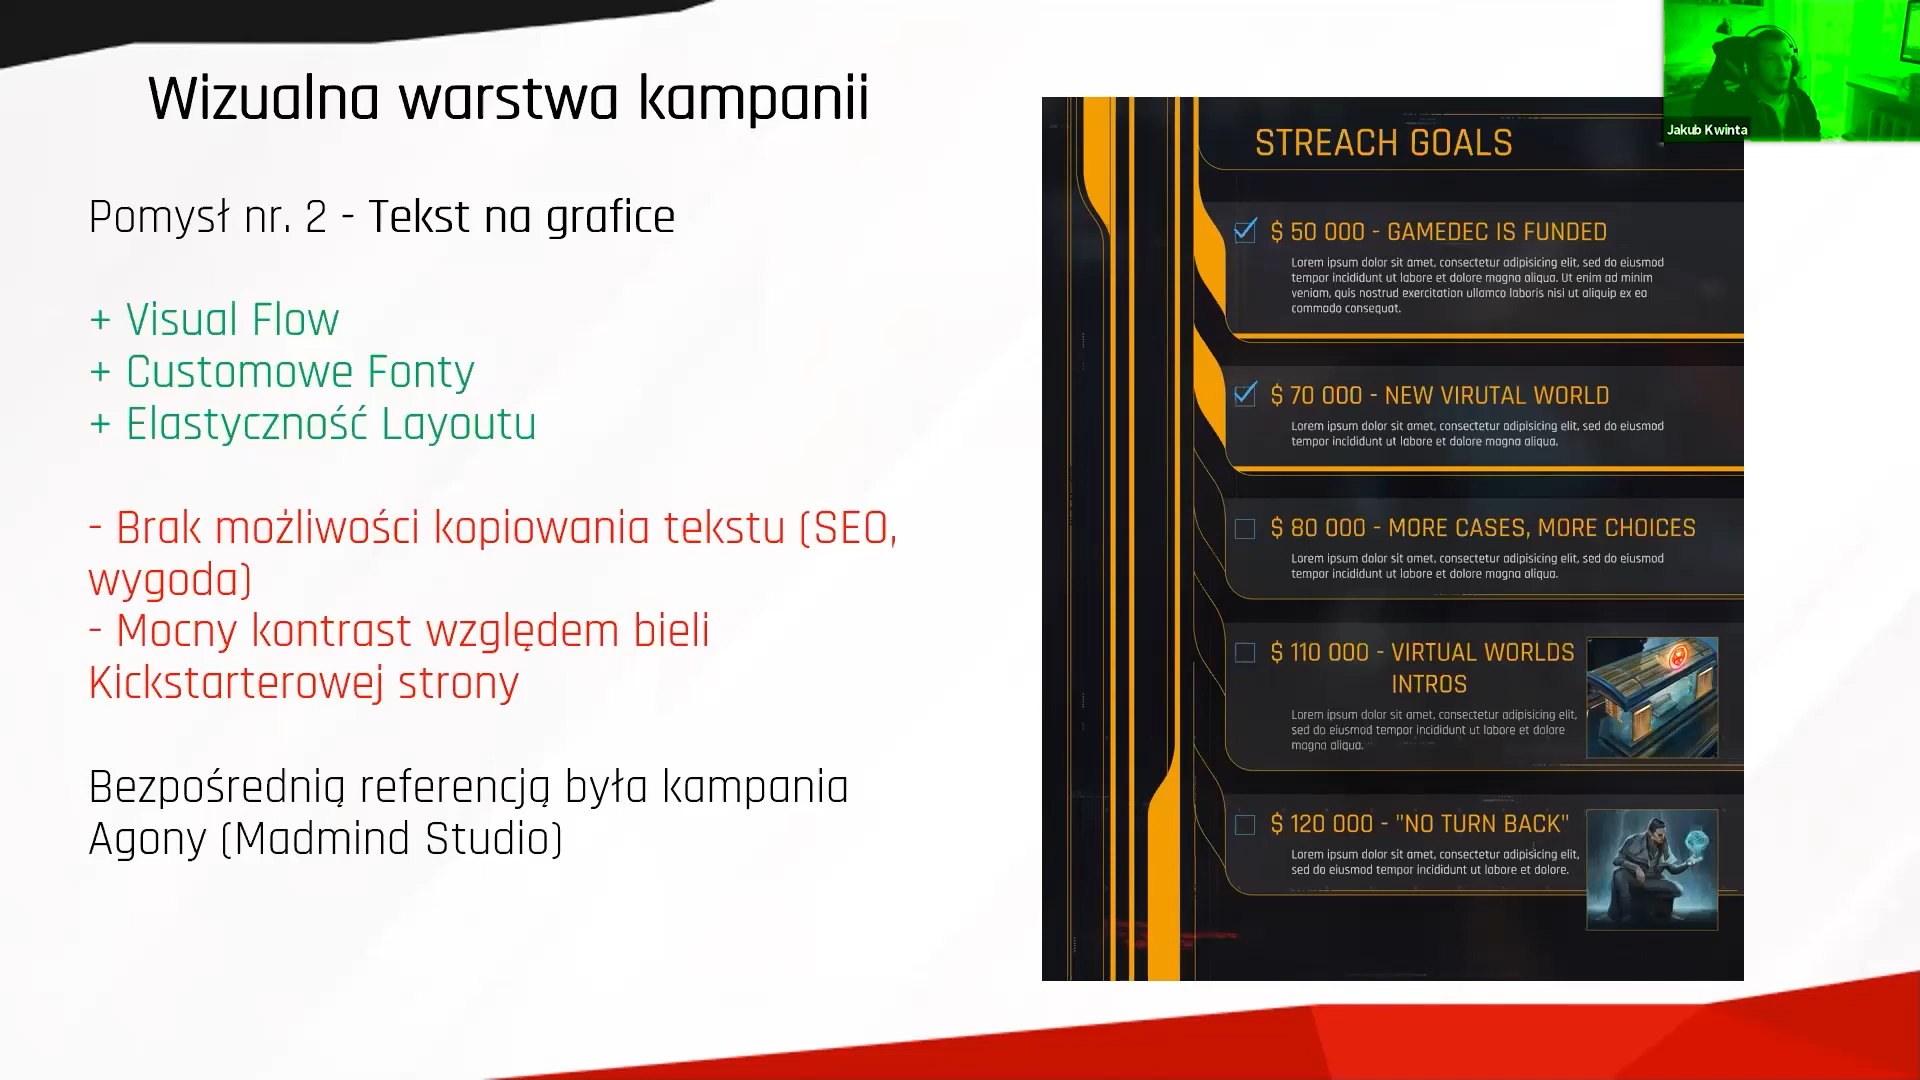 Wizualna warstwa kampanii
Pomysł nr. 2 - Tekst na grafice
+ Visual Flow
+ Customowe Fonty
+ Elastyczność Layoutu
- Brak możliwości kopiowania tekstu (SEO,
wygoda)
- Mocny kontrast względem bieli
Kickstarterowej strony
Bezpośrednią referencją była kampania
Agony (Madmind Studio)
STREACH GOALS
$ 50 000 - GAMEDEC IS FUNDED
Lorem ipsum dolor sit amet, consectetur adipisicing elit, sed do eiusmod
tempor incididunt ut labore et dolore magna aliqua. Ut enim ad minim
veniam, quis nostrud exercitation ullamco laboris nisi ut aliquip ex ea
commodo consequat.
$ 70 000 - NEW VIRUTAL WORLD
Lorem ipsum dolor sit amet, consectetur adipisicing elit, sed do eiusmod
tempor incididunt ut labore et dolore magna aliqua.
$ 80 000 - MORE CASES, MORE CHOICES
Lorem ipsum dolor sit amet, consectetur adipisicing elit, sed do eiusmod
tempor incididunt ut labore et dolore magna aliqua.
$ 110 000 - VIRTUAL WORLDS
INTROS
Lorem ipsum dolor sit amet, consectetur adipisicing elit,
sed do eiusmod tempor incididunt ut labore et dolore
magna aliqua.
$ 120 000 - "NO TURN BACK"
Lorem ipsum dolor sit amet, consectetur adipisicing elit,
sed do eiusmod tempor incididunt ut labore et dolore.
Jakub Kwinta